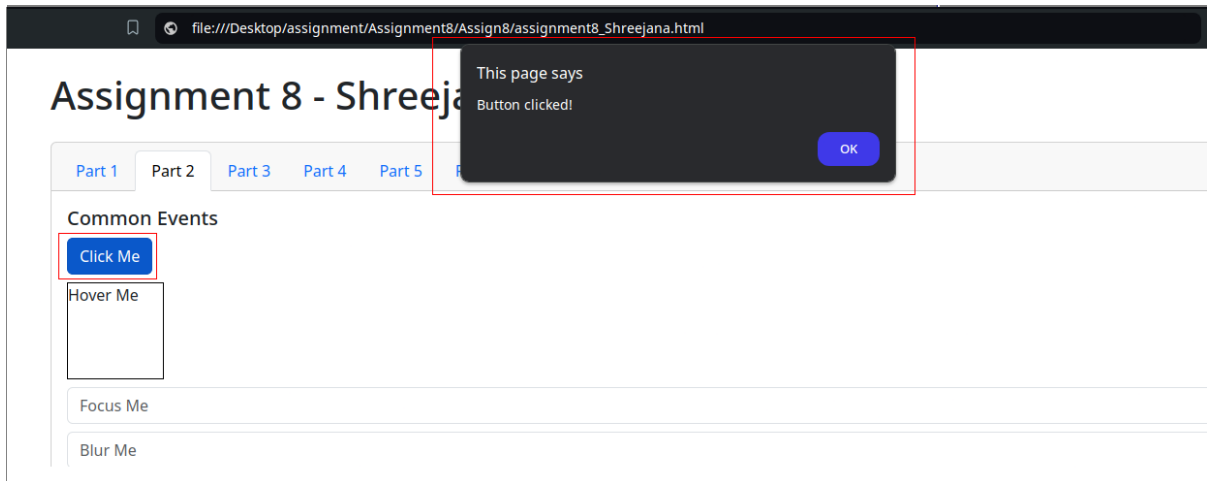 file:///Desktop/assignment/Assignment8/Assign8/assignment8_Shreejana.html
This page says
Button clicked!
OK
Assignment 8 - Shreeja
Part 1 Part 2 Part 3 Part 4 Part 5
Common Events
Click Me
Hover Me
Focus Me
Blur Me